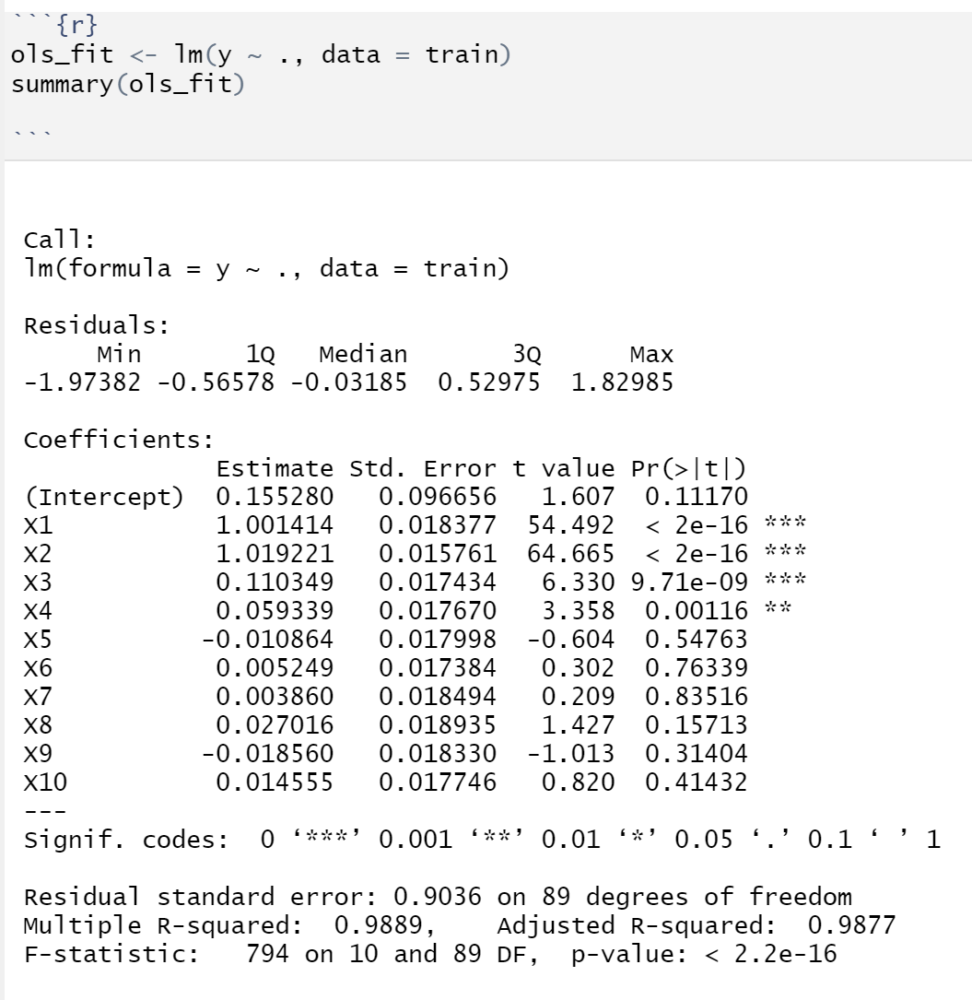 ```{r}
ols_fit <- lm(y ~ ., data = train)
summary(ols_fit)
```
Call:
lm(formula = y ~ ., data = train)
Residuals:
     Min       1Q   Median       3Q      Max
-1.97382 -0.56578 -0.03185  0.52975  1.82985
Coefficients:
             Estimate Std. Error t value Pr(>|t|)
(Intercept)  0.155280   0.096656   1.607  0.11170
X1           1.001414   0.018377  54.492  < 2e-16 ***
X2           1.019221   0.015761  64.665  < 2e-16 ***
X3           0.110349   0.017434   6.330 9.71e-09 ***
X4           0.059339   0.017670   3.358  0.00116 **
X5          -0.010864   0.017998  -0.604  0.54763
X6           0.005249   0.017384   0.302  0.76339
X7           0.003860   0.018494   0.209  0.83516
X8           0.027016   0.018935   1.427  0.15713
X9          -0.018560   0.018330  -1.013  0.31404
X10          0.014555   0.017746   0.820  0.41432
---
Signif. codes:  0 ‘***’ 0.001 ‘**’ 0.01 ‘*’ 0.05 ‘.’ 0.1 ‘ ’ 1
Residual standard error: 0.9036 on 89 degrees of freedom
Multiple R-squared:  0.9889,    Adjusted R-squared:  0.9877
F-statistic:   794 on 10 and 89 DF,  p-value: < 2.2e-16